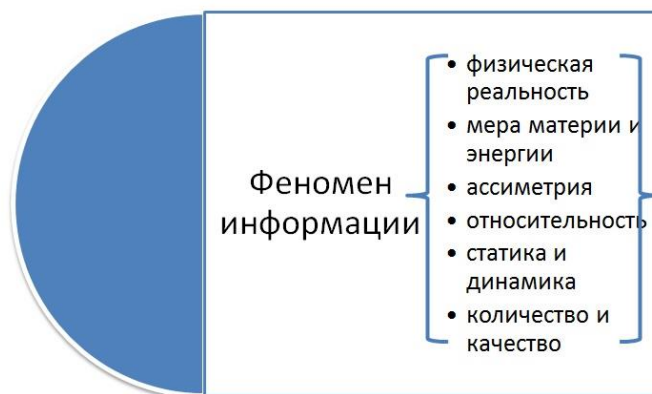 Феномен
информации
• физическая
реальность
• мера материи и
энергии
• ассиметрия
• относительность
• статика и
динамика
• количество и
качество